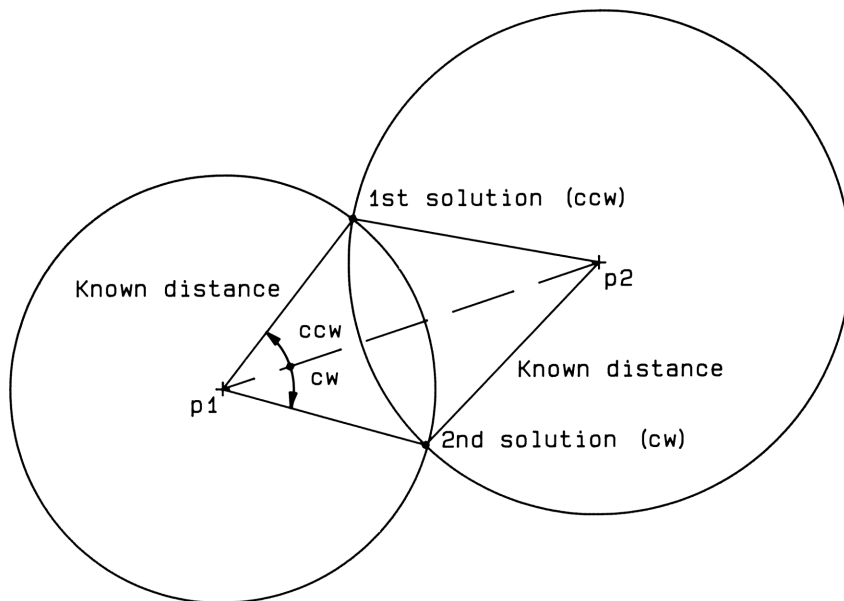 1st solution (ccw)
p2
Known distance
ccw
cw
Known distance
p1
2nd solution (cw)